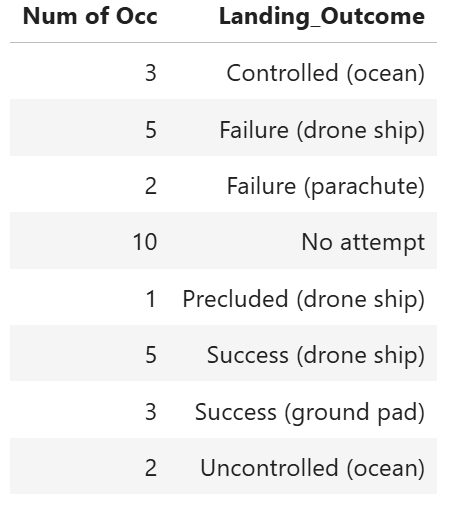 Num of Occ Landing_Outcome
3 Controlled (ocean)
5 Failure (drone ship)
2 Failure (parachute)
10 No attempt
1 Precluded (drone ship)
5 Success (drone ship)
3 Success (ground pad)
2 Uncontrolled (ocean)